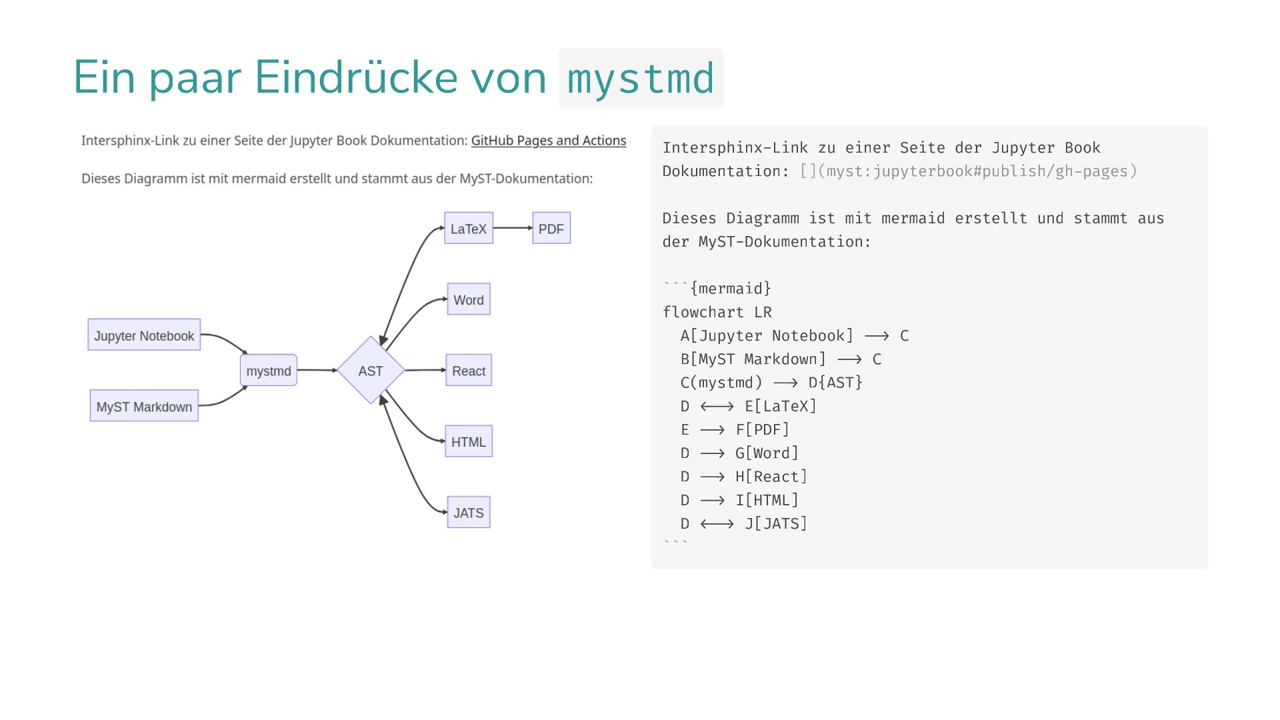 Ein paar Eindrücke von mystmd
Intersphinx-Link zu einer Seite der Jupyter Book Dokumentation: GitHub Pages and Actions
Dieses Diagramm ist mit mermaid erstellt und stammt aus der MyST-Dokumentation:
LaTeX
PDF
Word
Jupyter Notebook
mystmd
AST
React
MyST Markdown
HTML
JATS
Intersphinx-Link zu einer Seite der Jupyter Book
Dokumentation: [](myst:jupyterbook#publish/gh-pages)
Dieses Diagramm ist mit mermaid erstellt und stammt aus
der MyST-Dokumentation:
```{mermaid}
flowchart LR
  A[Jupyter Notebook] --> C
  B[MyST Markdown] --> C
  C(mystmd) --> D{AST}
  D <--> E[LaTeX]
  E --> F[PDF]
  D --> G[Word]
  D --> H[React]
  D --> I[HTML]
  D <--> J[JATS]
```